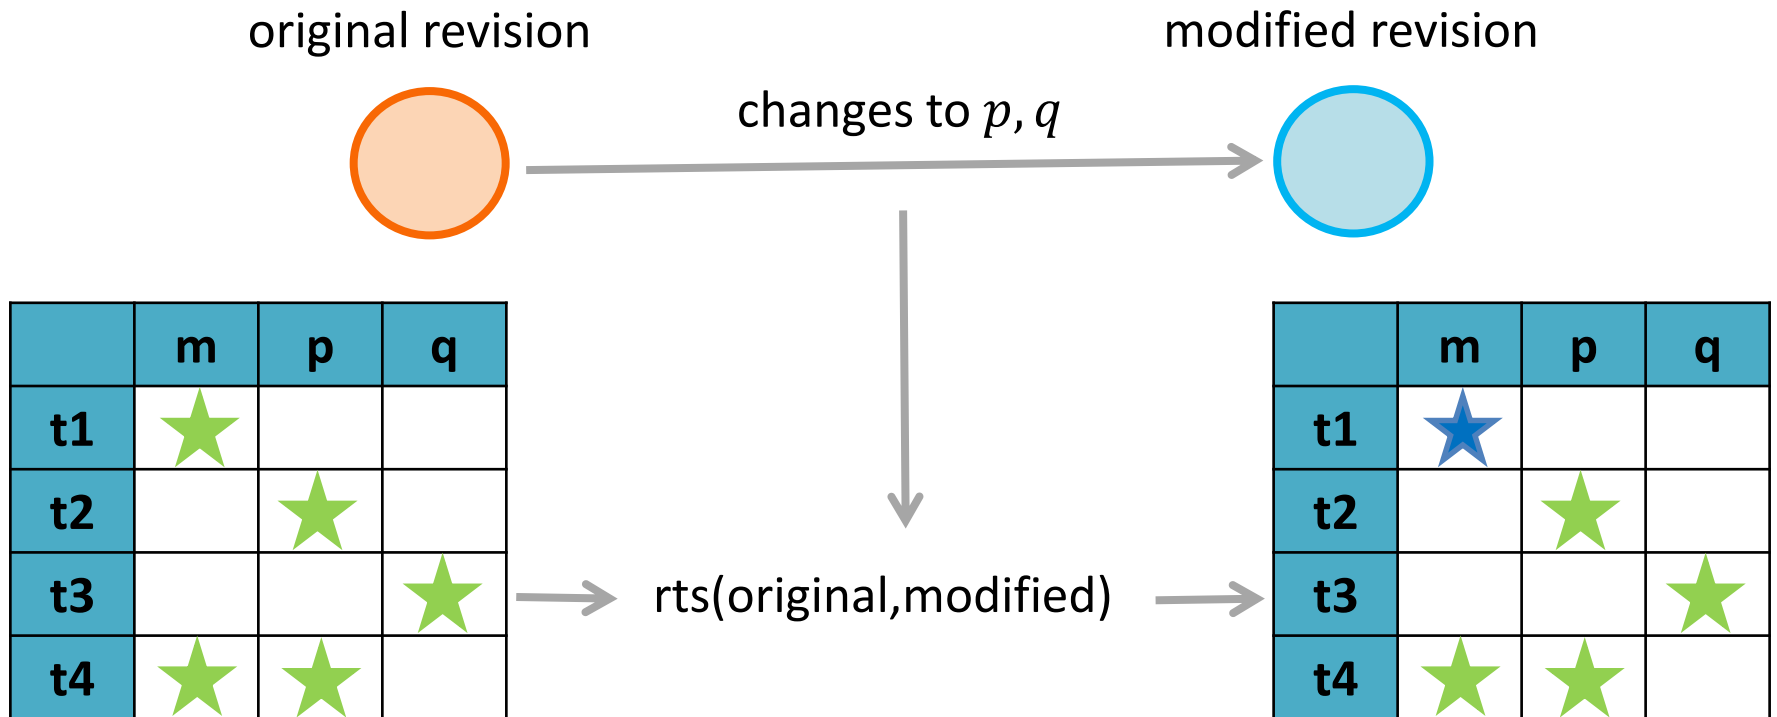 original revision
modified revision
changes to p, q
m p q
t1
t2
t3
t4
rts(original,modified)
m p q
t1
t2
t3
t4